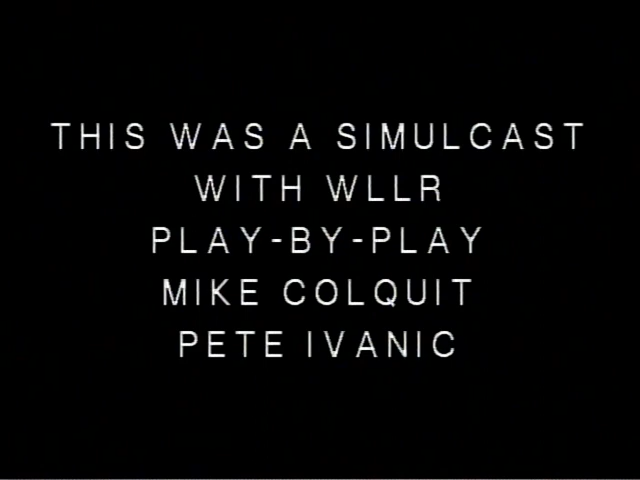 THIS WAS A SIMULCAST
WITH WLLR
PLAY-BY-PLAY
MIKE COLQUIT
PETE IVANIC